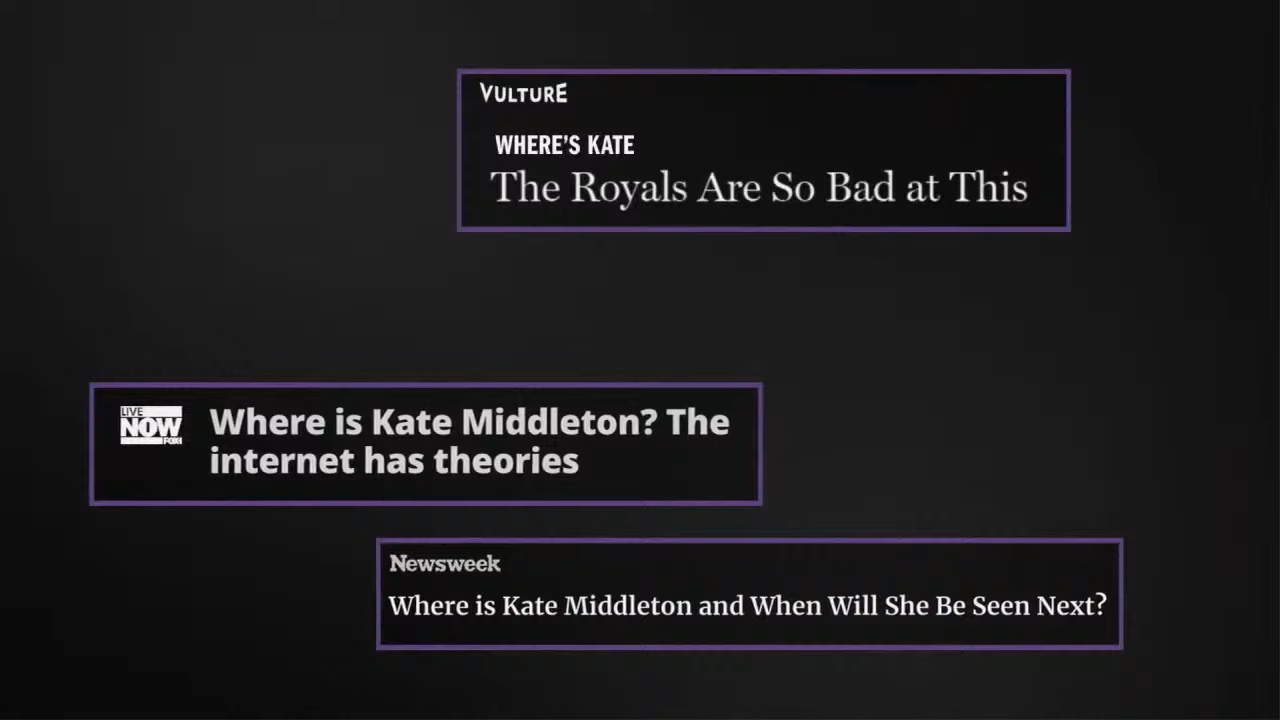 VULTURE
WHERE'S KATE
The Royals Are So Bad at This
LIVE
NOW
FOX
Where is Kate Middleton? The
internet has theories
Newsweek
Where is Kate Middleton and When Will She Be Seen Next?